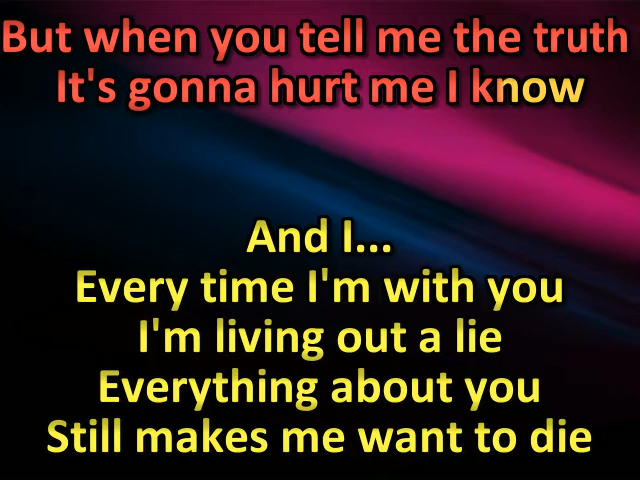 But when you tell me the truth
It's gonna hurt me I know
And I...
Every time I'm with you
I'm living out a lie
Everything about you
Still makes me want to die